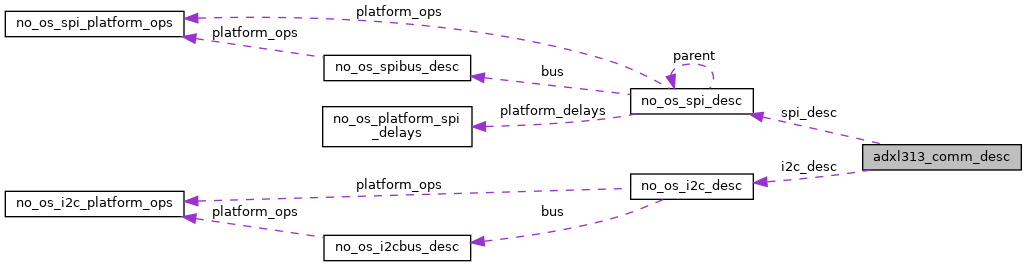 no_os_spi_platform_ops
platform_ops
platform_ops
no_os_spibus_desc
bus
parent
no_os_spi_desc
platform_delays
no_os_platform_spi
_delays
spi_desc
adxl313_comm_desc
i2c_desc
no_os_i2c_desc
platform_ops
no_os_i2c_platform_ops
platform_ops
bus
no_os_i2cbus_desc